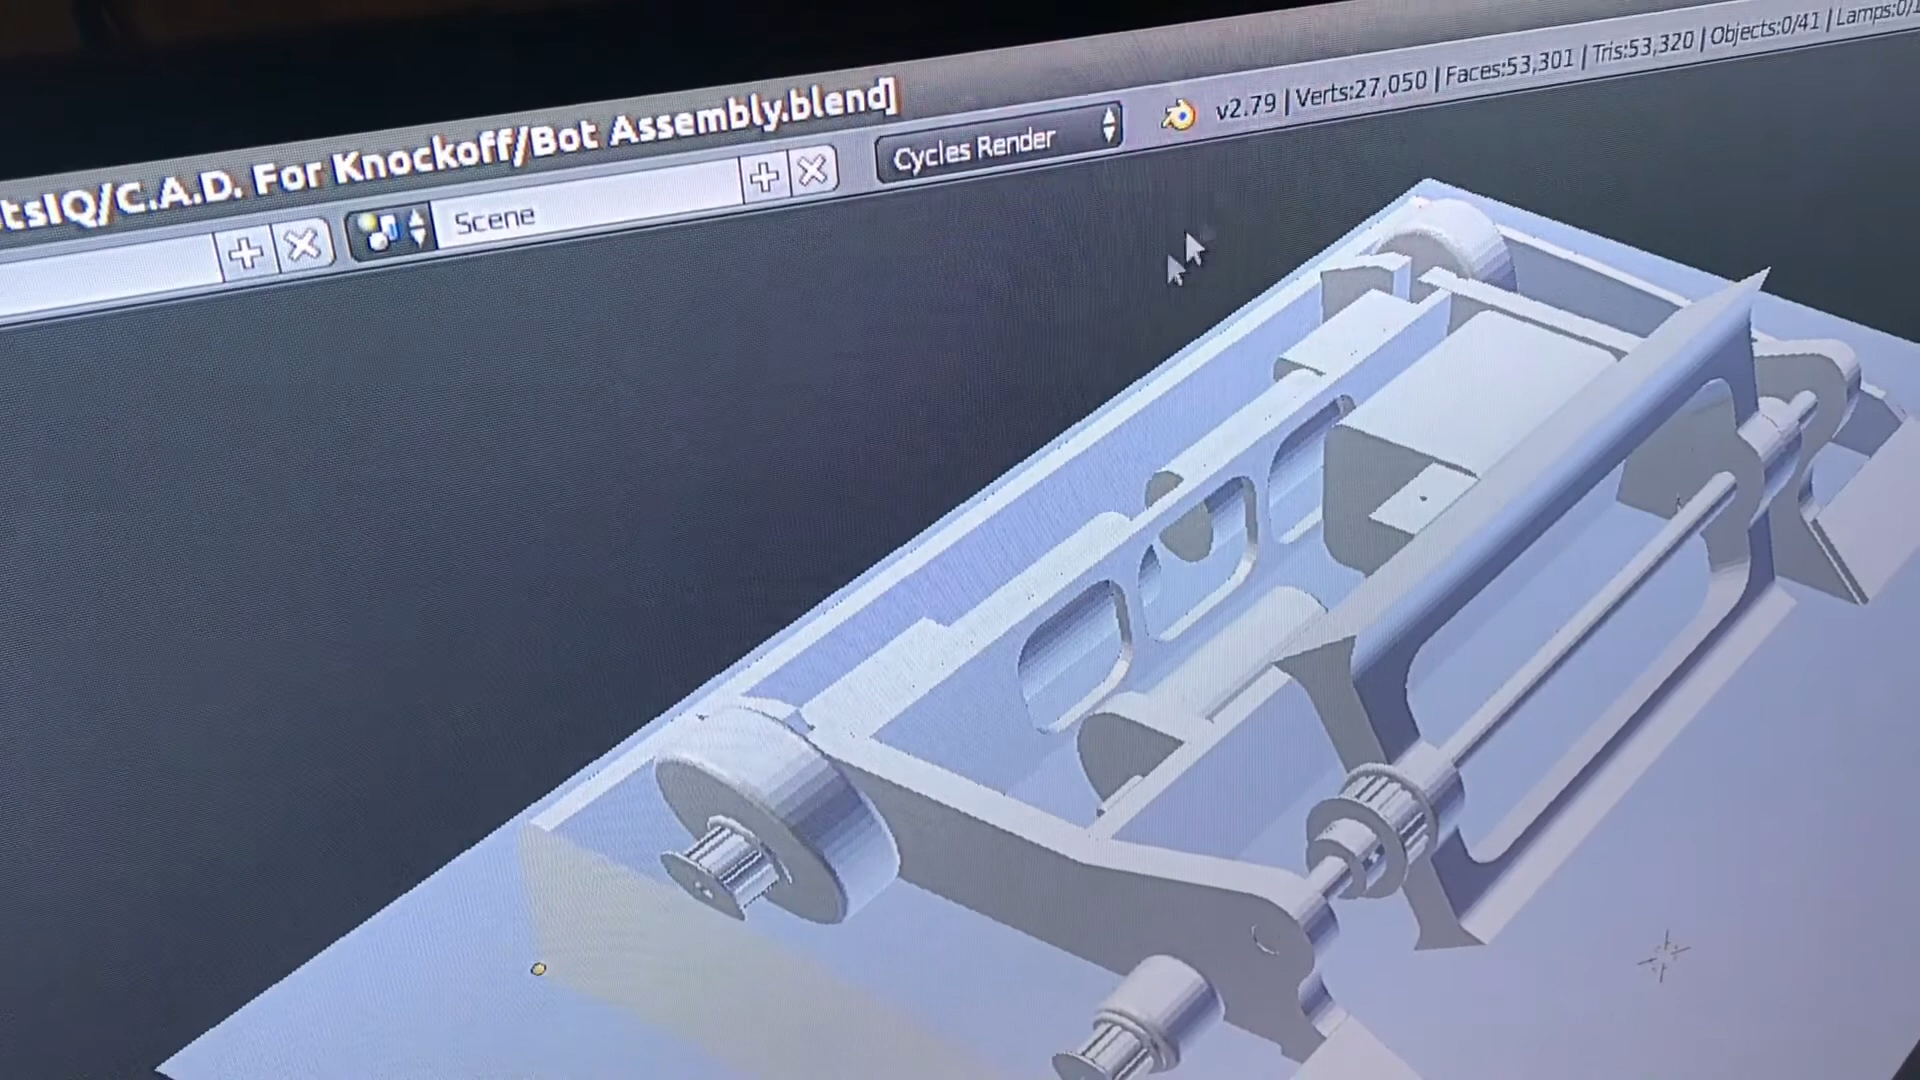 tsIQ/C.A.D. For Knockoff/Bot Assembly.blend]
Scene
Cycles Render
v2.79 | Verts:27,050 | Faces:53,301 | Tris:53,320 | Objects:0/41 | Lamps:0/1